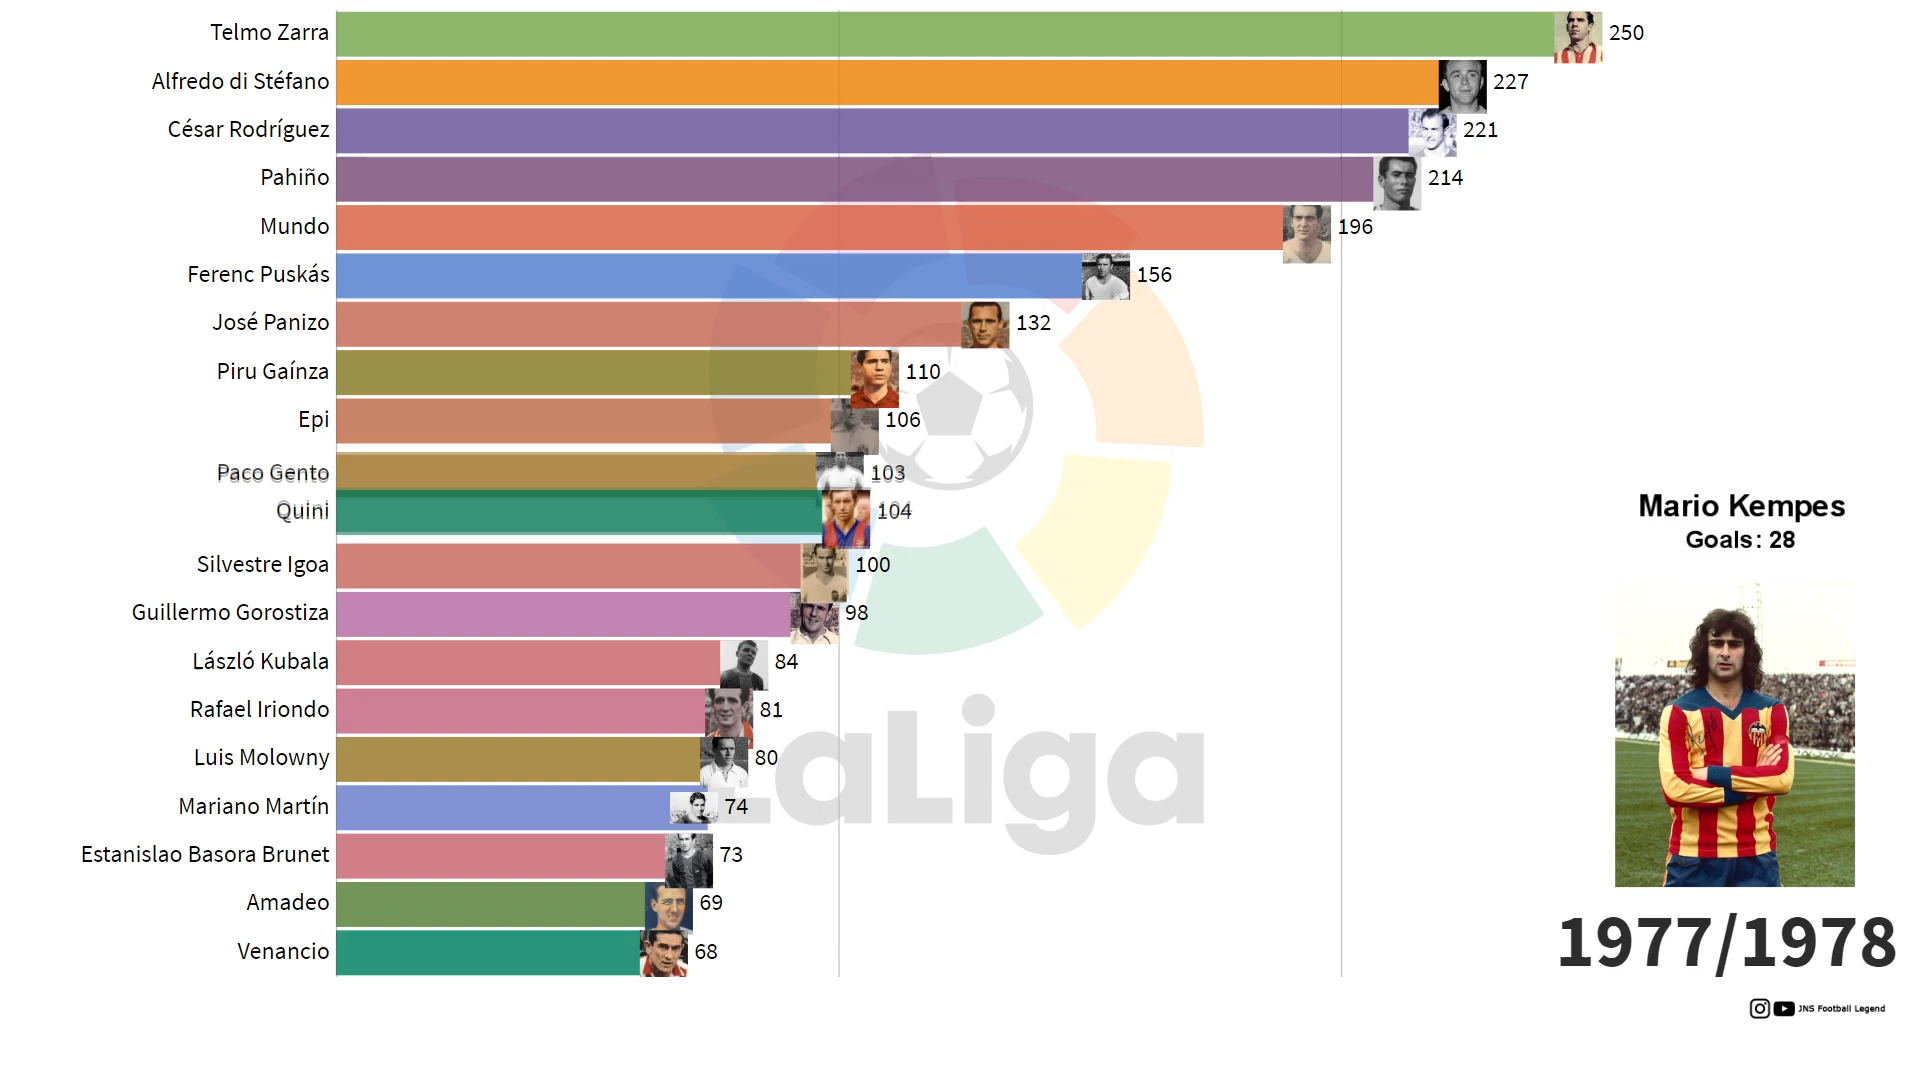 Telmo Zarra 250
Alfredo di Stéfano 227
César Rodríguez 221
Pahiño 214
Mundo 196
Ferenc Puskás 156
José Panizo 132
Piru Gaínza 110
Epi 106
Paco Gento 103
Quini 104
Silvestre Igoa 100
Guillermo Gorostiza 98
László Kubala 84
Rafael Iriondo 81
Luis Molowny 80
Mariano Martín 74
Estanislao Basora Brunet 73
Amadeo 69
Venancio 68
LaLiga
Mario Kempes
Goals: 28
1977/1978
JNS Football Legend